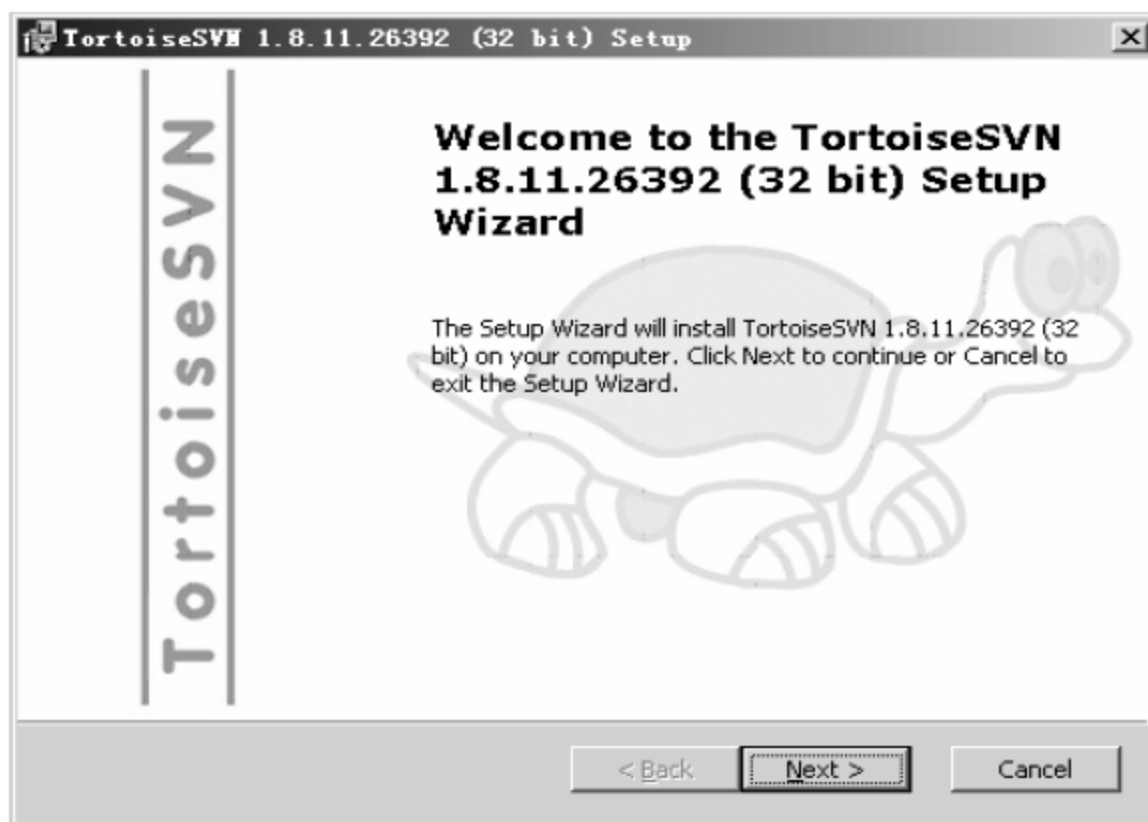 TortoiseSVN 1.8.11.26392 (32 bit) Setup
TortoiseSVN
Welcome to the TortoiseSVN
1.8.11.26392 (32 bit) Setup
Wizard
The Setup Wizard will install TortoiseSVN 1.8.11.26392 (32
bit) on your computer. Click Next to continue or Cancel to
exit the Setup Wizard.
< Back
Next >
Cancel